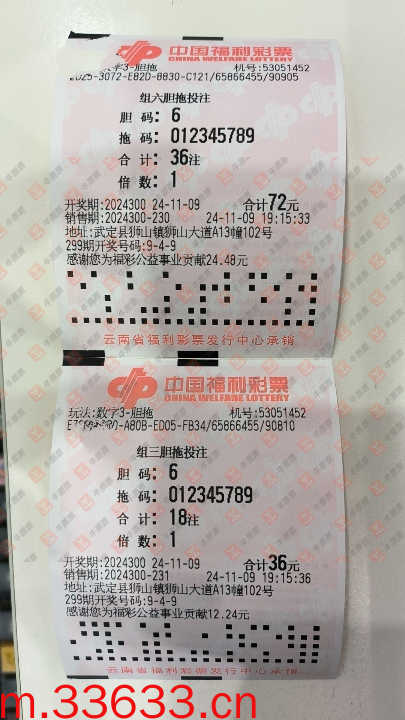 中国福利彩票
CHINA WELFARE LOTTERY
数字3-胆拖 机号:53051452
2025-3072-E82D-8830-C121/65866455/90905
组六胆拖投注
胆 码: 6
拖 码: 012345789
合 计: 36注
倍 数: 1
开奖期:2024300 24-11-09 合计72元
销售期:2024300-230 24-11-09 19:15:33
地址:武定县狮山镇狮山大道A13幢102号
299期开奖号码:9-4-9
感谢您为福彩公益事业贡献24.48元
云南省福利彩票发行中心承销
中国福利彩票
CHINA WELFARE LOTTERY
玩法:数字3-胆拖 机号:53051452
-A80B-ED05-FB34/65866455/90810
组三胆拖投注
胆 码: 6
拖 码: 012345789
合 计: 18注
倍 数: 1
开奖期:2024300 24-11-09 合计36元
销售期:2024300-231 24-11-09 19:15:36
地址:武定县狮山镇狮山大道A13幢102号
299期开奖号码:9-4-9
感谢您为福彩公益事业贡献12.24元
云南省福利彩票发行中心承销
m.33633.cn